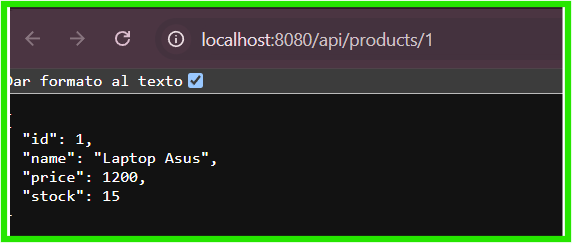 localhost:8080/api/products/1
Dar formato al texto
"id": 1,
"name": "Laptop Asus",
"price": 1200,
"stock": 15